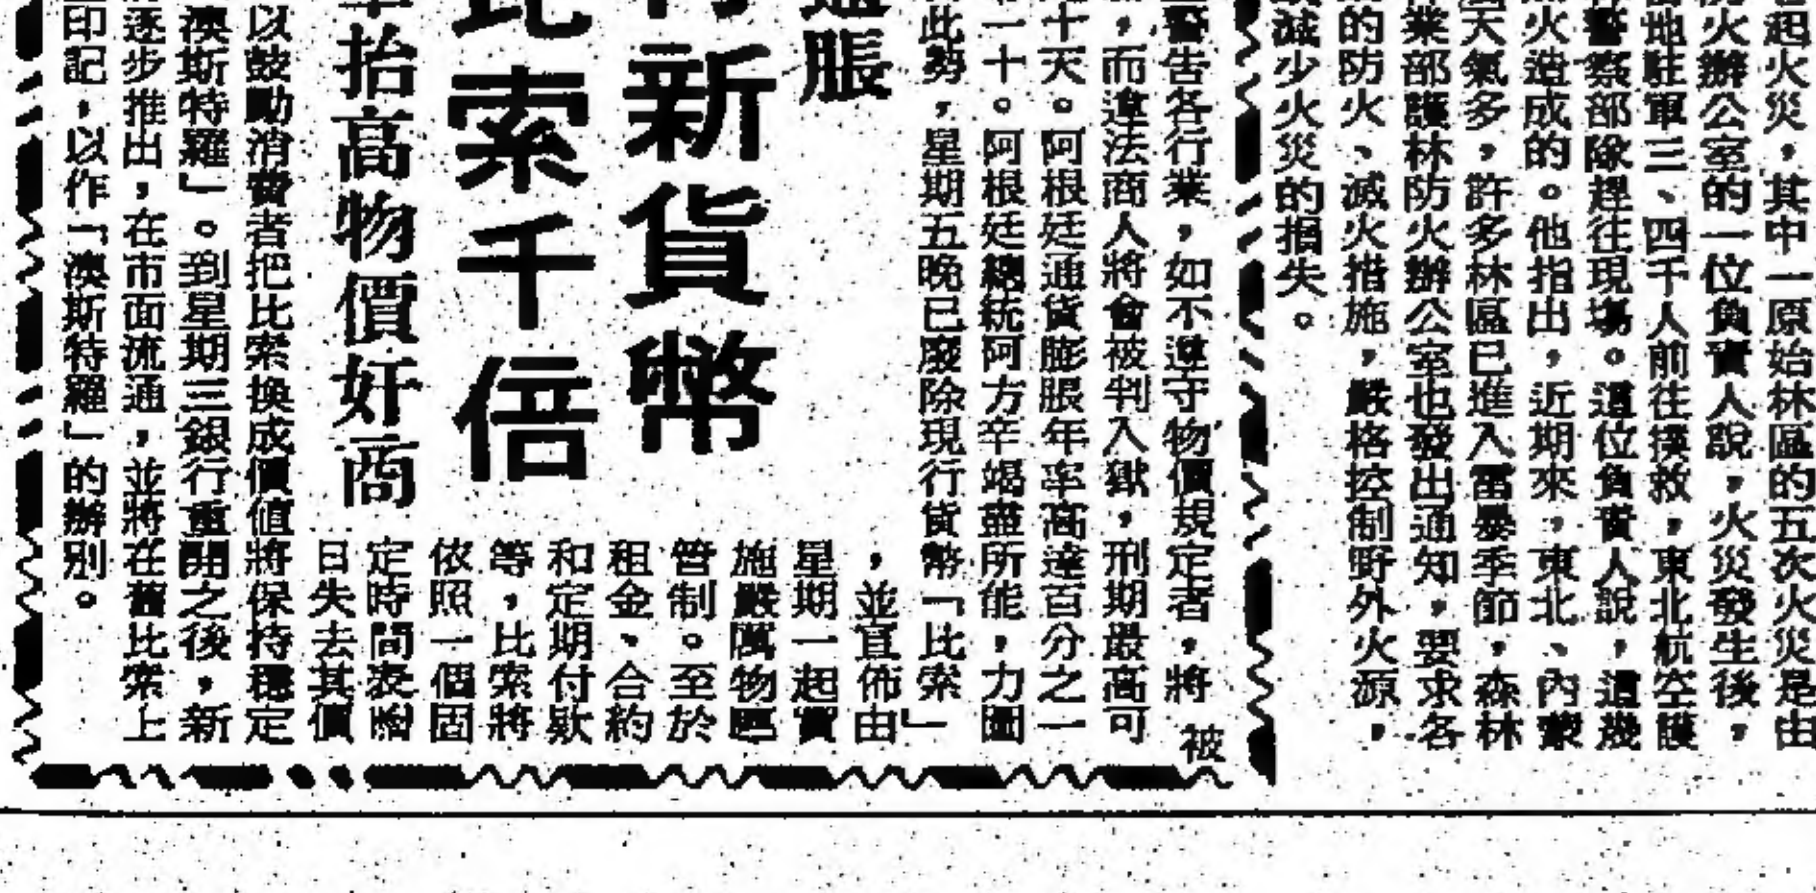 起火災，其中一原始林區的五次火災是由
火辦公室的一位負責人說，火災發生後，
地駐軍三、四千人前往撲救，東北航空護
警察部隊趕往現場。這位負責人說，這幾
火造成的。他指出，近期來，東北、內蒙
天氣多，許多林區已進入雷暴季節，森林
業部護林防火辦公室也發出通知，要求各
的防火、滅火措施，嚴格控制野外火源，
減少火災的損失。
脹
新貨幣
比索千倍
抬高物價奸商
警告各行業，如不遵守物價規定者，將被
，而違法商人將會被判入獄，刑期最高可
十天。阿根廷通貨膨脹年率高達百分之一
一十。阿根廷總統阿方辛竭盡所能，力圖
此勢，星期五晚已廢除現行貨幣「比索」
，並宣佈由
星期一起實
施嚴厲物價
管制。至於
租金、合約
和定期付款
等，比索將
依照一個固
定時間表
日失去其價
以鼓勵消費者把比索換成價值將保持穩定
澳斯特羅」。到星期三銀行重開之後，新
逐步推出，在市面流通，並將在舊比索上
印記，以作「澳斯特羅」的辦別。